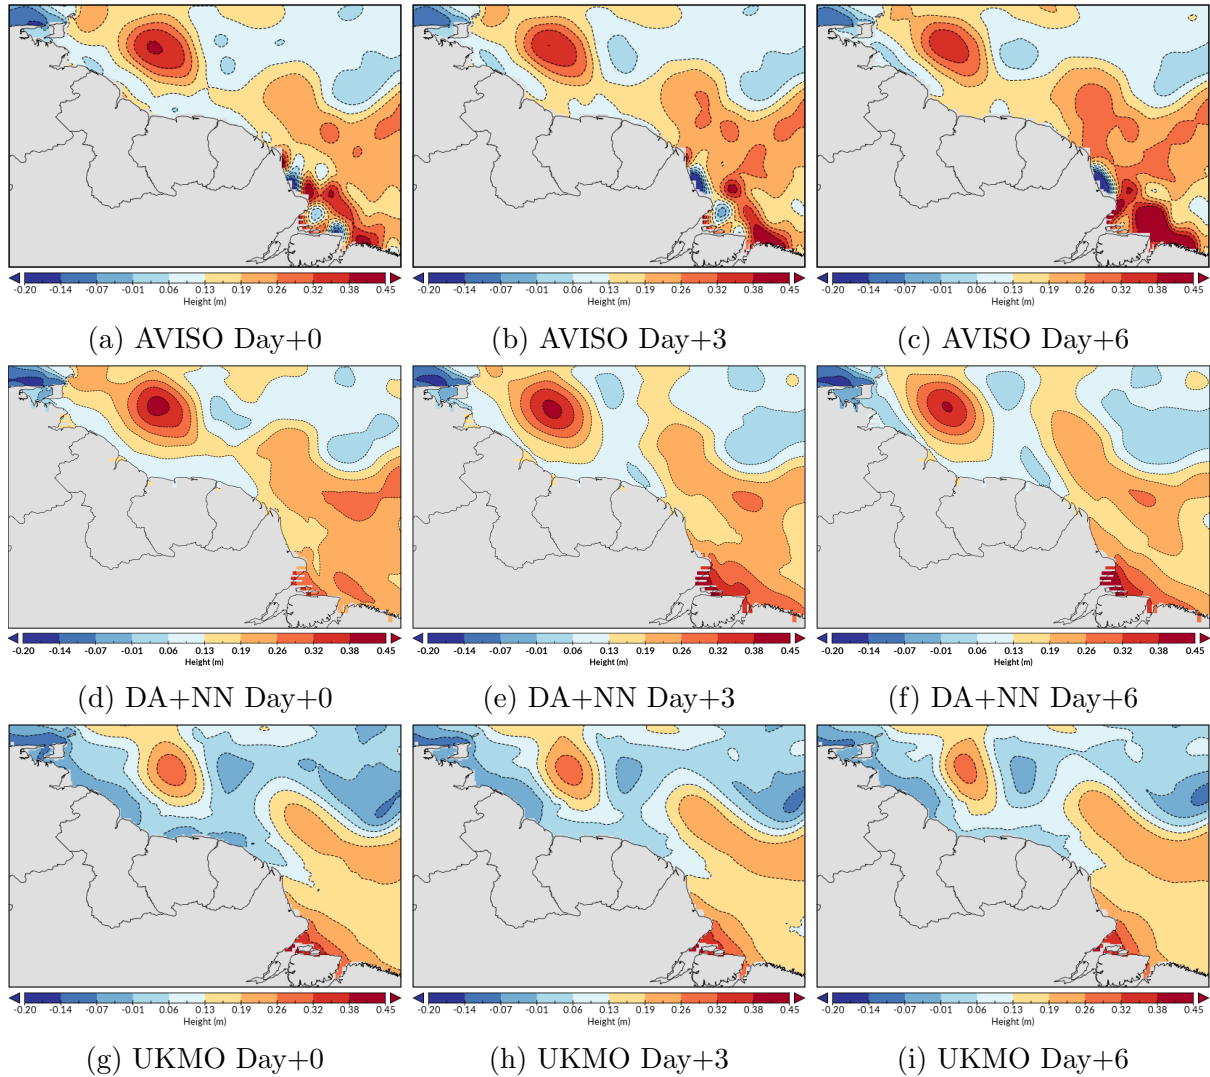 -0.20 -0.14 -0.07 -0.01 0.06 0.13 0.19 0.26 0.32 0.38 0.45
Height (m)
-0.20 -0.14 -0.07 -0.01 0.06 0.13 0.19 0.26 0.32 0.38 0.45
Height (m)
-0.20 -0.14 -0.07 -0.01 0.06 0.13 0.19 0.26 0.32 0.38 0.45
Height (m)
(a) AVISO Day+0
(b) AVISO Day+3
(c) AVISO Day+6
-0.20 -0.14 -0.07 -0.01 0.06 0.13 0.19 0.26 0.32 0.38 0.45
Height (m)
-0.20 -0.14 -0.07 -0.01 0.06 0.13 0.19 0.26 0.32 0.38 0.45
Height (m)
-0.20 -0.14 -0.07 -0.01 0.06 0.13 0.19 0.26 0.32 0.38 0.45
Height (m)
(d) DA+NN Day+0
(e) DA+NN Day+3
(f) DA+NN Day+6
-0.20 -0.14 -0.07 -0.01 0.06 0.13 0.19 0.26 0.32 0.38 0.45
Height (m)
-0.20 -0.14 -0.07 -0.01 0.06 0.13 0.19 0.26 0.32 0.38 0.45
Height (m)
-0.20 -0.14 -0.07 -0.01 0.06 0.13 0.19 0.26 0.32 0.38 0.45
Height (m)
(g) UKMO Day+0
(h) UKMO Day+3
(i) UKMO Day+6